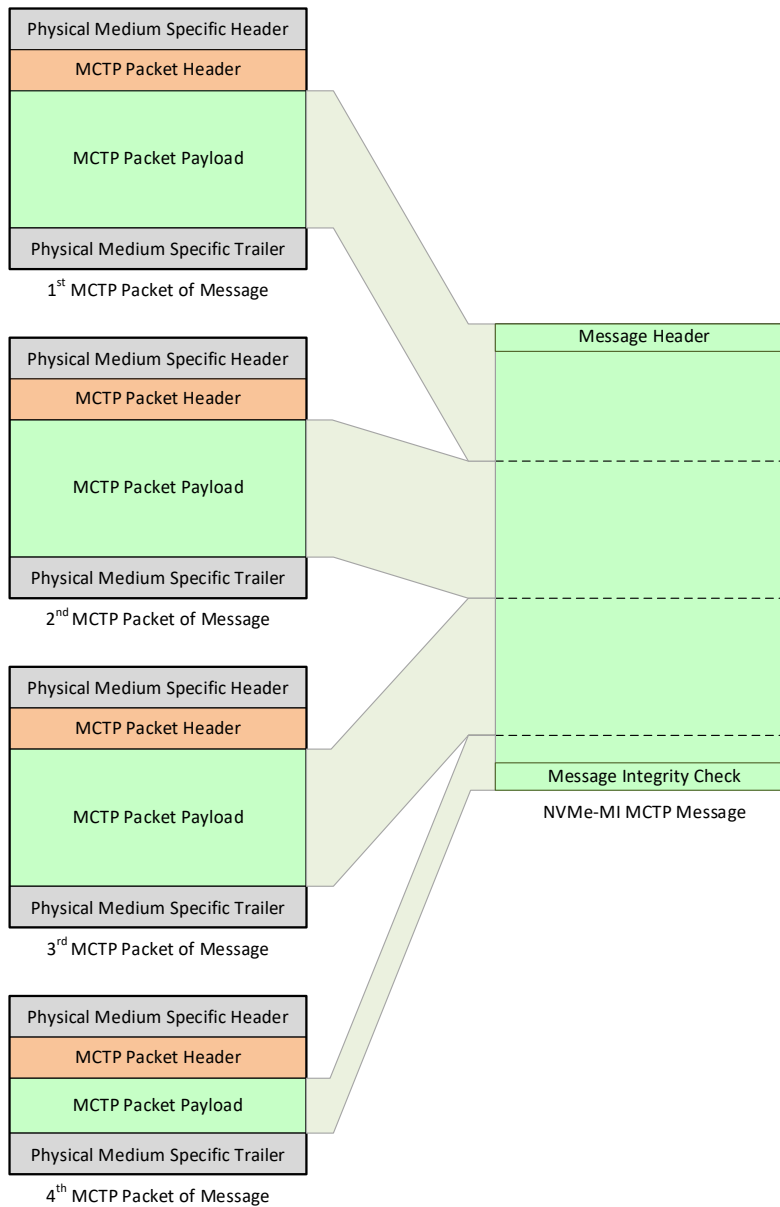 Physical Medium Specific Header
MCTP Packet Header
MCTP Packet Payload
Physical Medium Specific Trailer
1st MCTP Packet of Message
Physical Medium Specific Header
MCTP Packet Header
MCTP Packet Payload
Physical Medium Specific Trailer
2nd MCTP Packet of Message
Physical Medium Specific Header
MCTP Packet Header
MCTP Packet Payload
Physical Medium Specific Trailer
3rd MCTP Packet of Message
Physical Medium Specific Header
MCTP Packet Header
MCTP Packet Payload
Physical Medium Specific Trailer
4th MCTP Packet of Message
Message Header
Message Integrity Check
NVMe-MI MCTP Message